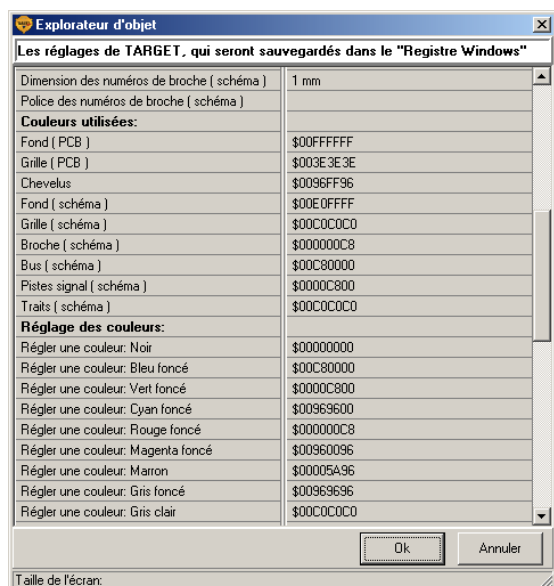 Explorateur d'objet
Les réglages de TARGET, qui seront sauvegardés dans le "Registre Windows"
Dimension des numéros de broche ( schéma ) 1 mm
Police des numéros de broche ( schéma )
Couleurs utilisées:
Fond ( PCB ) $00FFFFFF
Grille ( PCB ) $003E3E3E
Chevelus $0096FF96
Fond ( schéma ) $00E0FFFF
Grille ( schéma ) $00C0C0C0
Broche ( schéma ) $000000C8
Bus ( schéma ) $00C80000
Pistes signal ( schéma ) $0000C800
Traits ( schéma ) $00C0C0C0
Réglage des couleurs:
Régler une couleur: Noir $00000000
Régler une couleur: Bleu foncé $00C80000
Régler une couleur: Vert foncé $0000C800
Régler une couleur: Cyan foncé $00969600
Régler une couleur: Rouge foncé $000000C8
Régler une couleur: Magenta foncé $00960096
Régler une couleur: Marron $00005A96
Régler une couleur: Gris foncé $00969696
Régler une couleur: Gris clair $00C0C0C0
Ok Annuler
Taille de l'écran: